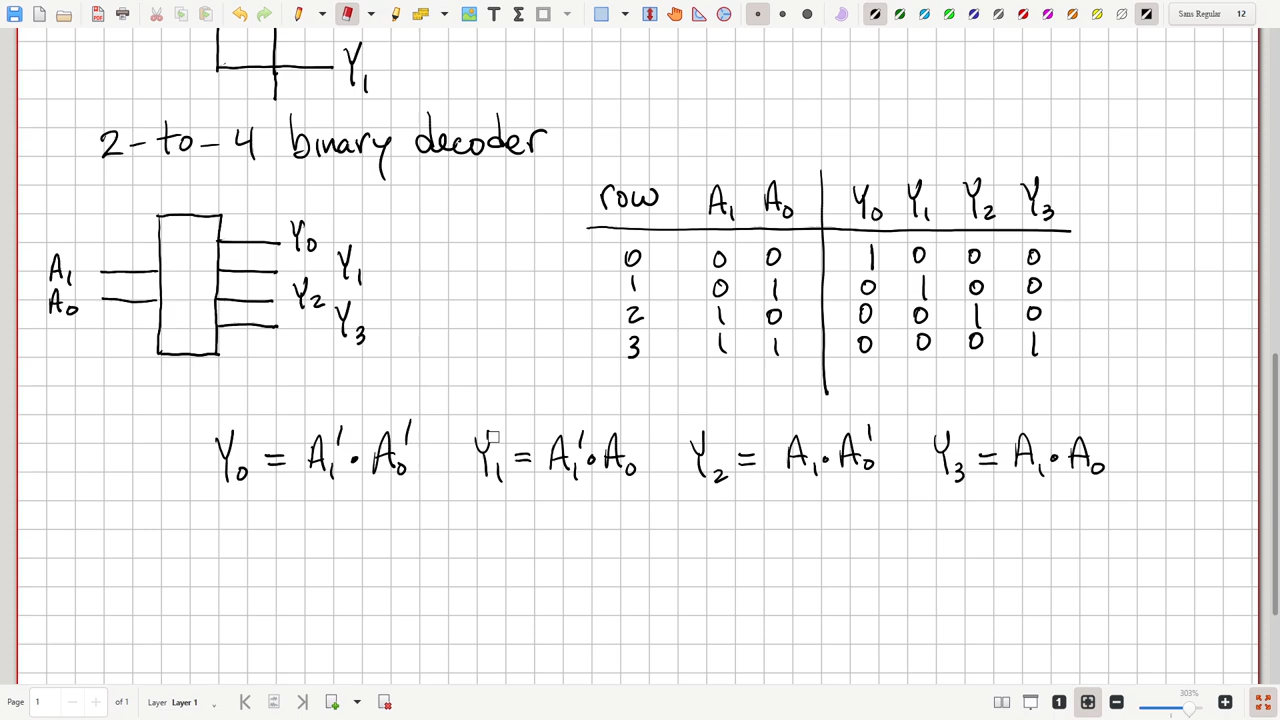 Sans Regular 12
Y₁
2-to-4 binary decoder
row A₁ A₀ Y₀ Y₁ Y₂ Y₃
0 0 0 1 0 0 0
1 0 1 0 1 0 0
2 1 0 0 0 1 0
3 1 1 0 0 0 1
Y₀
A₁ Y₁
A₀ Y₂
Y₃
Y₀ = A₁' · A₀' Y₁ = A₁' · A₀ Y₂ = A₁ · A₀' Y₃ = A₁ · A₀
Page 1 of 1 Layer Layer 1 1 303%